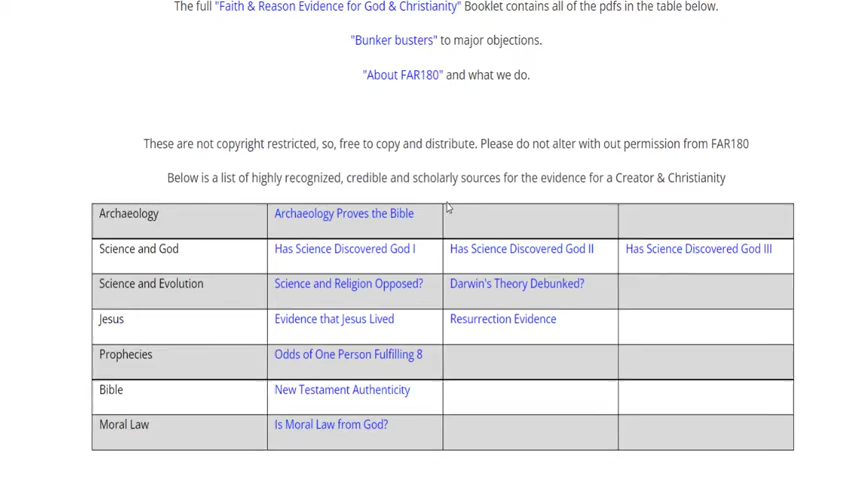 The full "Faith & Reason Evidence for God & Christianity" Booklet contains all of the pdfs in the table below.
"Bunker busters" to major objections.
"About FAR180" and what we do.
These are not copyright restricted, so, free to copy and distribute. Please do not alter with out permission from FAR180
Below is a list of highly recognized, credible and scholarly sources for the evidence for a Creator & Christianity
Archaeology Archaeology Proves the Bible
Science and God Has Science Discovered God I Has Science Discovered God II Has Science Discovered God III
Science and Evolution Science and Religion Opposed? Darwin's Theory Debunked?
Jesus Evidence that Jesus Lived Resurrection Evidence
Prophecies Odds of One Person Fulfilling 8
Bible New Testament Authenticity
Moral Law Is Moral Law from God?